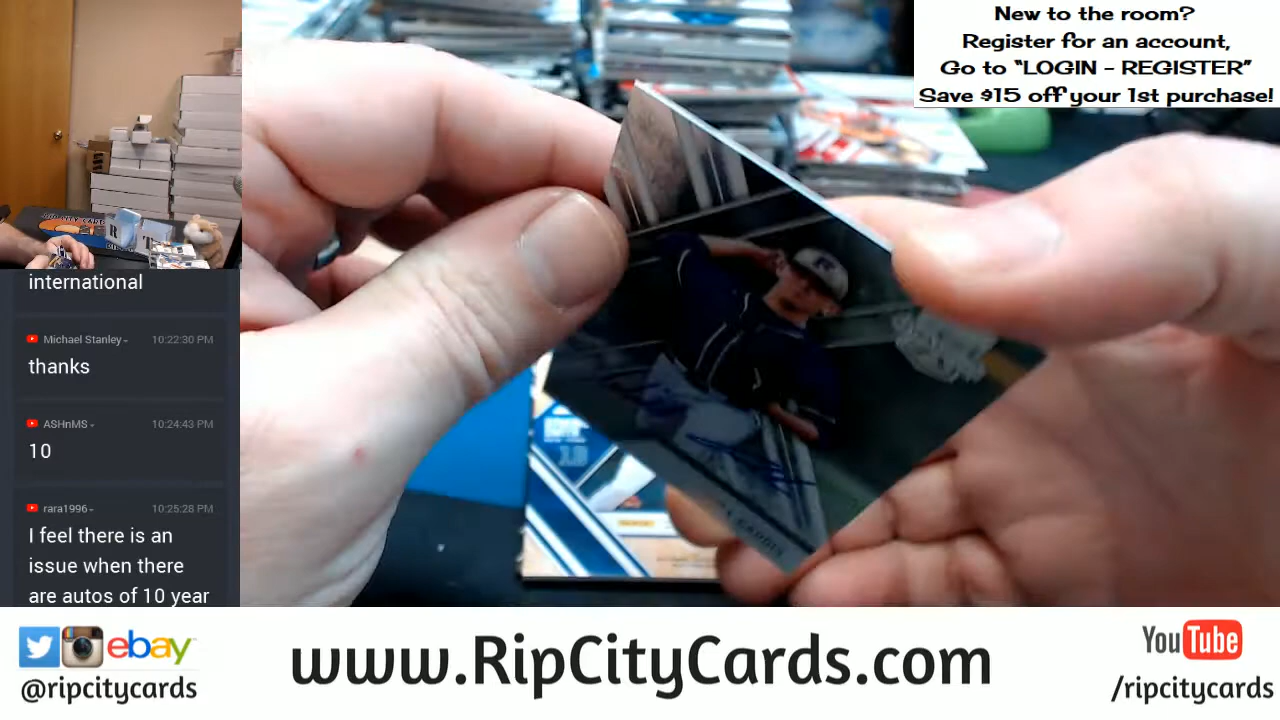 New to the room?
Register for an account,
Go to “LOGIN – REGISTER”
Save $15 off your 1st purchase!
international
Michael Stanley 10:22:30 PM
thanks
ASHnMS 10:24:43 PM
10
rara1996 10:25:28 PM
I feel there is an
issue when there
are autos of 10 year
R
ebay
@ripcitycards
www.RipCityCards.com
YouTube
/ripcitycards